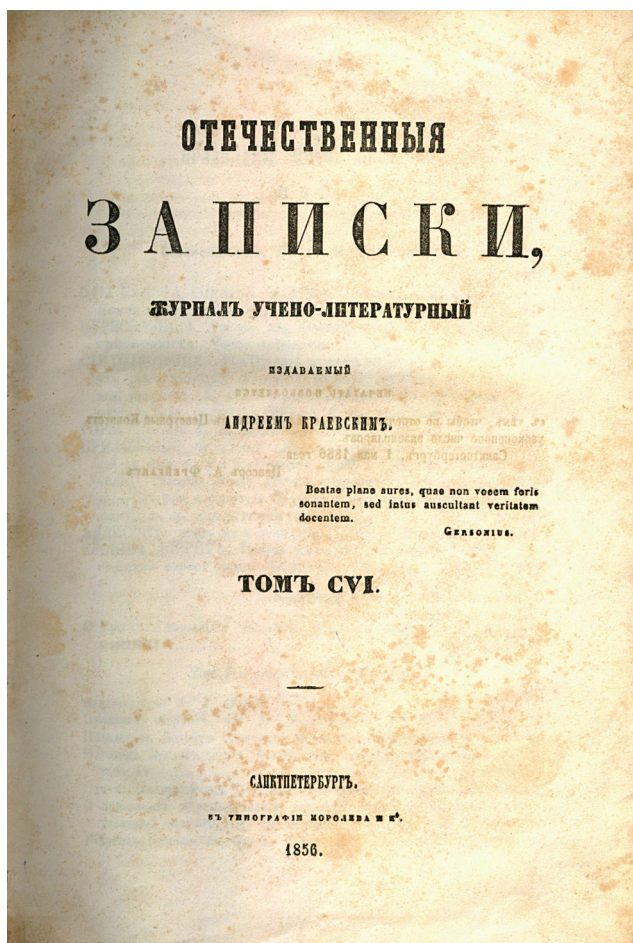 ОТЕЧЕСТВЕННЫЯ
ЗАПИСКИ,
ЖУРНАЛЪ УЧЕНО-ЛИТЕРАТУРНЫЙ
ИЗДАВАЕМЫЙ
АНДРЕЕМЪ КРАЕВСКИМЪ.
Beatae plane aures, quae non vocem foris
sonantem, sed intus auscultant veritatem
docentem.
GERSONIUS.
ТОМЪ CVI.
САНКТПЕТЕРБУРГЪ.
ВЪ ТИПОГРАФІИ КОРОЛЕВА И К°.
1856.